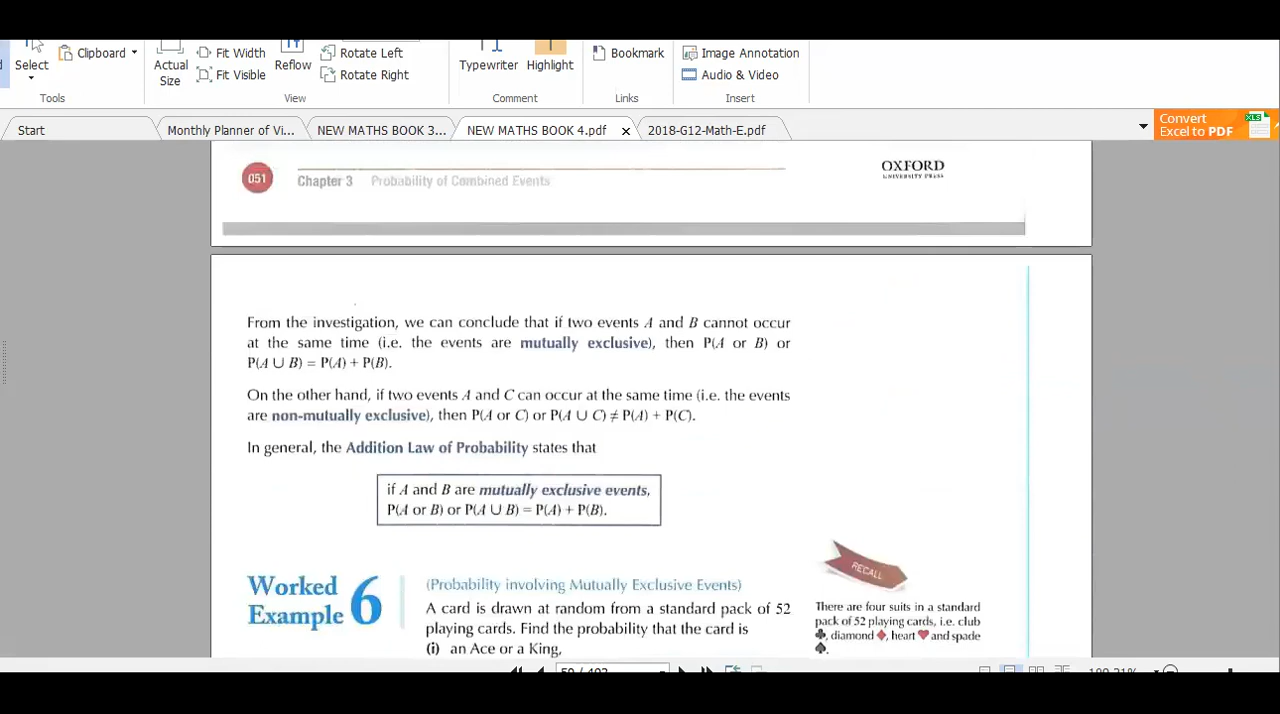 Select
Clipboard
Actual
Size
Fit Width
Fit Visible
Reflow
Rotate Left
Rotate Right
Typewriter
Highlight
Bookmark
Image Annotation
Audio & Video
Tools
View
Comment
Links
Insert
Start
Monthly Planner of Vi...
NEW MATHS BOOK 3...
NEW MATHS BOOK 4.pdf
2018-G12-Math-E.pdf
Convert
Excel to PDF
XLS
051
Chapter 3 Probability of Combined Events
OXFORD
UNIVERSITY PRESS
From the investigation, we can conclude that if two events A and B cannot occur
at the same time (i.e. the events are mutually exclusive), then P(A or B) or
P(A ∪ B) = P(A) + P(B).
On the other hand, if two events A and C can occur at the same time (i.e. the events
are non-mutually exclusive), then P(A or C) or P(A ∪ C) ≠ P(A) + P(C).
In general, the Addition Law of Probability states that
if A and B are mutually exclusive events,
P(A or B) or P(A ∪ B) = P(A) + P(B).
Worked
Example 6
(Probability involving Mutually Exclusive Events)
A card is drawn at random from a standard pack of 52
playing cards. Find the probability that the card is
(i) an Ace or a King,
RECALL
There are four suits in a standard
pack of 52 playing cards, i.e. club
♣, diamond ♦, heart ♥ and spade
♠.